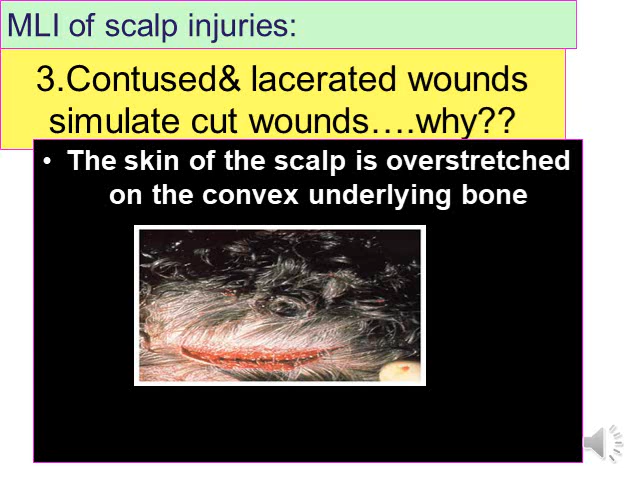 MLI of scalp injuries:
3.Contused& lacerated wounds
simulate cut wounds….why??
• The skin of the scalp is overstretched
on the convex underlying bone